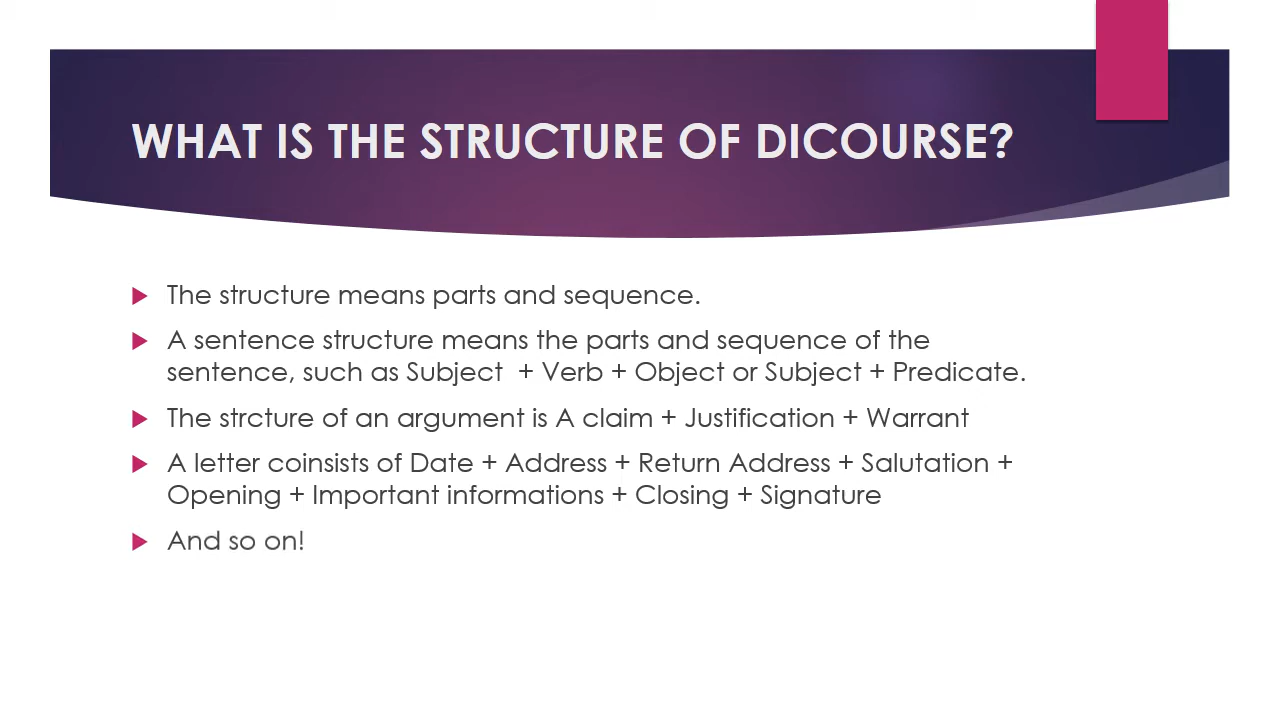 WHAT IS THE STRUCTURE OF DICOURSE?
The structure means parts and sequence.
A sentence structure means the parts and sequence of the
sentence, such as Subject  + Verb + Object or Subject + Predicate.
The strcture of an argument is A claim + Justification + Warrant
A letter coinsists of Date + Address + Return Address + Salutation +
Opening + Important informations + Closing + Signature
And so on!